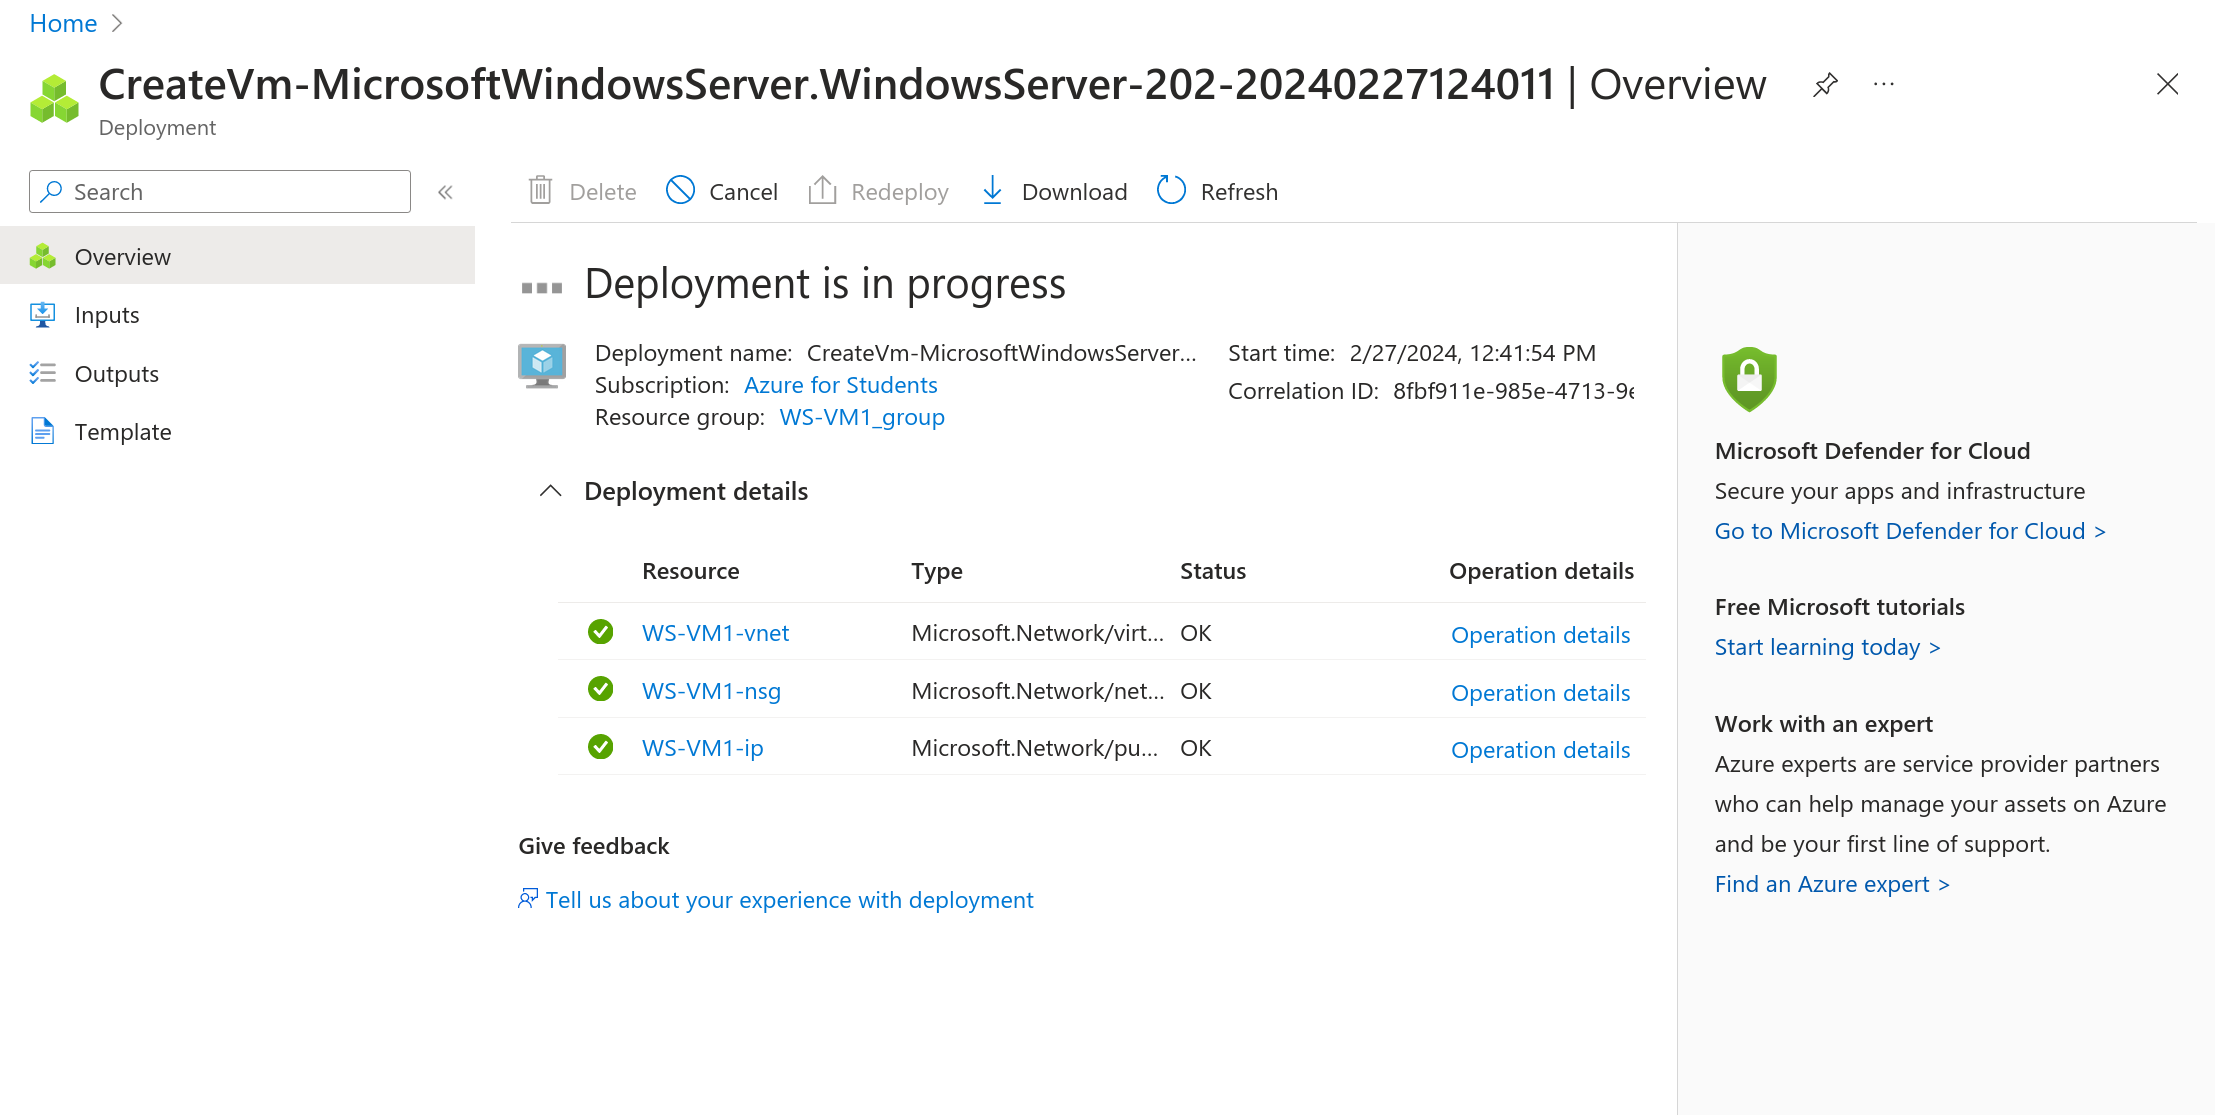 Home
CreateVm-MicrosoftWindowsServer.WindowsServer-202-20240227124011 | Overview
Deployment
Search
Delete Cancel Redeploy Download Refresh
Overview
Inputs
Outputs
Template
Deployment is in progress
Deployment name: CreateVm-MicrosoftWindowsServer...
Subscription: Azure for Students
Resource group: WS-VM1_group
Start time: 2/27/2024, 12:41:54 PM
Correlation ID: 8fbf911e-985e-4713-9e
Deployment details
Resource Type Status Operation details
WS-VM1-vnet Microsoft.Network/virt... OK Operation details
WS-VM1-nsg Microsoft.Network/net... OK Operation details
WS-VM1-ip Microsoft.Network/pu... OK Operation details
Give feedback
Tell us about your experience with deployment
Microsoft Defender for Cloud
Secure your apps and infrastructure
Go to Microsoft Defender for Cloud >
Free Microsoft tutorials
Start learning today >
Work with an expert
Azure experts are service provider partners
who can help manage your assets on Azure
and be your first line of support.
Find an Azure expert >